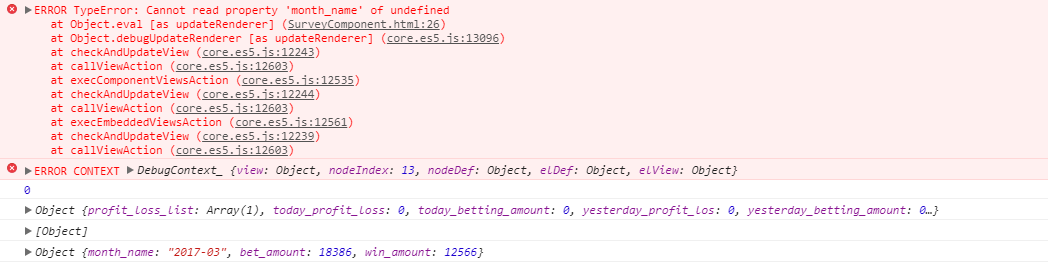 ERROR TypeError: Cannot read property 'month_name' of undefined
at Object.eval [as updateRenderer] (SurveyComponent.html:26)
at Object.debugUpdateRenderer [as updateRenderer] (core.es5.js:13096)
at checkAndUpdateView (core.es5.js:12243)
at callViewAction (core.es5.js:12603)
at execComponentViewsAction (core.es5.js:12535)
at checkAndUpdateView (core.es5.js:12244)
at callViewAction (core.es5.js:12603)
at execEmbeddedViewsAction (core.es5.js:12561)
at checkAndUpdateView (core.es5.js:12239)
at callViewAction (core.es5.js:12603)
ERROR CONTEXT DebugContext_ {view: Object, nodeIndex: 13, nodeDef: Object, elDef: Object, elView: Object}
0
Object {profit_loss_list: Array(1), today_profit_loss: 0, today_betting_amount: 0, yesterday_profit_los: 0, yesterday_betting_amount: 0…}
[Object]
Object {month_name: "2017-03", bet_amount: 18386, win_amount: 12566}